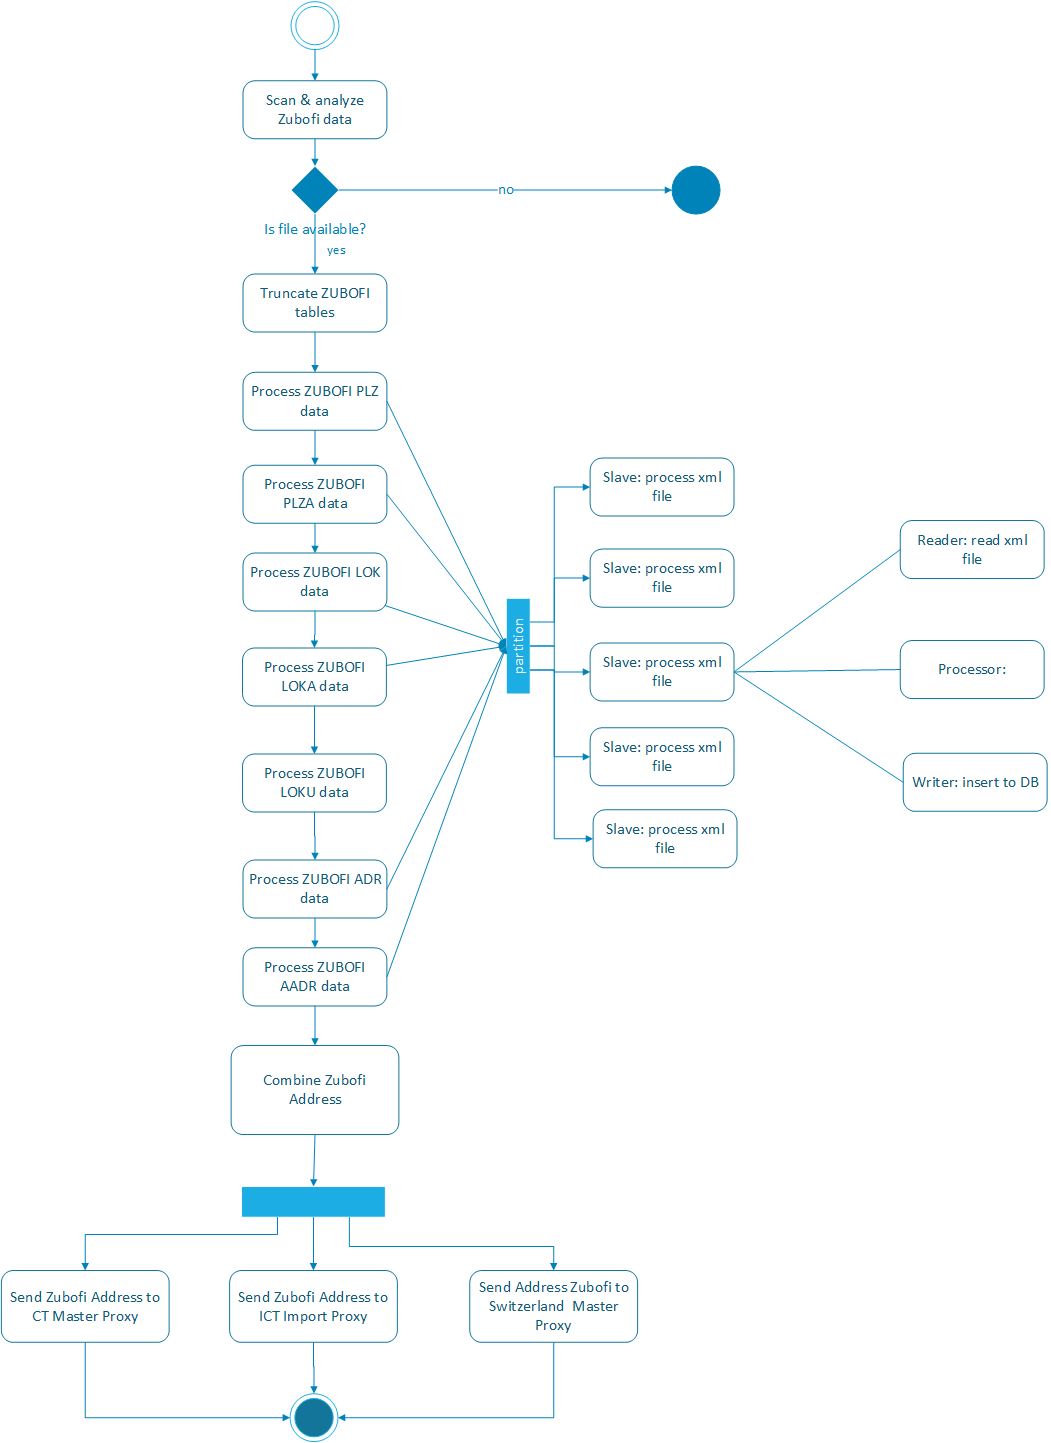 Scan & analyze
Zubofi data
no
Is file available?
yes
Truncate ZUBOFI
tables
Process ZUBOFI PLZ
data
Process ZUBOFI
PLZA data
Process ZUBOFI LOK
data
Process ZUBOFI
LOKA data
Process ZUBOFI
LOKU data
Process ZUBOFI ADR
data
Process ZUBOFI
AADR data
partition
Slave: process xml
file
Slave: process xml
file
Slave: process xml
file
Slave: process xml
file
Slave: process xml
file
Reader: read xml
file
Processor:
Writer: insert to DB
Combine Zubofi
Address
Send Zubofi Address to
CT Master Proxy
Send Zubofi Address to
ICT Import Proxy
Send Address Zubofi to
Switzerland Master
Proxy